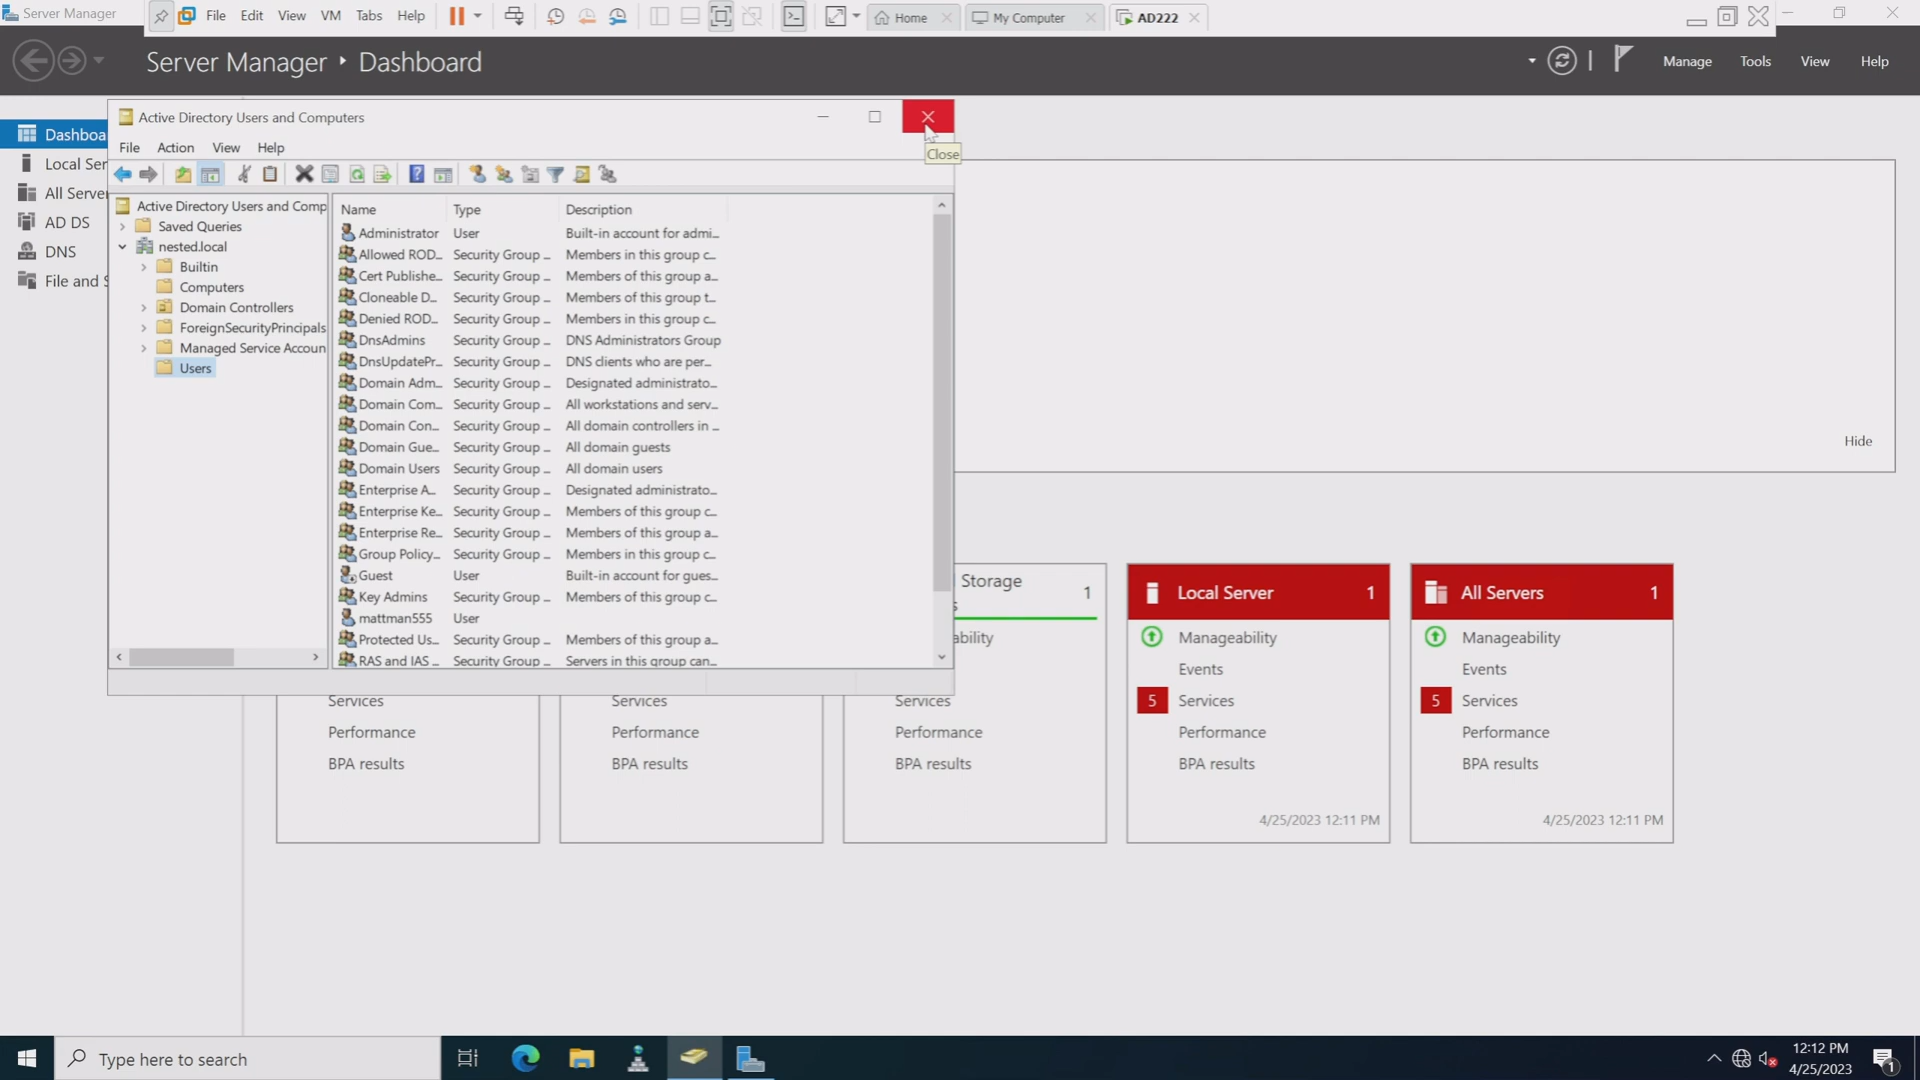 Server Manager
File Edit View VM Tabs Help
Home
My Computer
AD222
Server Manager ‣ Dashboard
Manage Tools View Help
Dashboa
Local Ser
All Serve
AD DS
DNS
File and S
Active Directory Users and Computers
Close
File Action View Help
Active Directory Users and Comp
Saved Queries
nested.local
Builtin
Computers
Domain Controllers
ForeignSecurityPrincipals
Managed Service Accoun
Users
Name Type Description
Administrator User Built-in account for admi...
Allowed ROD... Security Group ... Members in this group c...
Cert Publishe... Security Group ... Members of this group a...
Cloneable D... Security Group ... Members of this group t...
Denied ROD... Security Group ... Members in this group c...
DnsAdmins Security Group ... DNS Administrators Group
DnsUpdatePr... Security Group ... DNS clients who are per...
Domain Adm... Security Group ... Designated administrato...
Domain Com... Security Group ... All workstations and serv...
Domain Con... Security Group ... All domain controllers in ...
Domain Gue... Security Group ... All domain guests
Domain Users Security Group ... All domain users
Enterprise A... Security Group ... Designated administrato...
Enterprise Ke... Security Group ... Members of this group c...
Enterprise Re... Security Group ... Members of this group a...
Group Policy... Security Group ... Members in this group c...
Guest User Built-in account for gues...
Key Admins Security Group ... Members of this group c...
mattman555 User
Protected Us... Security Group ... Members of this group a...
RAS and IAS ... Security Group ... Servers in this group can...
Hide
Storage 1
s
ability
Services
Performance
BPA results
Services
Performance
BPA results
Services
Performance
BPA results
Local Server 1
Manageability
Events
5 Services
Performance
BPA results
4/25/2023 12:11 PM
All Servers 1
Manageability
Events
5 Services
Performance
BPA results
4/25/2023 12:11 PM
Type here to search
12:12 PM
4/25/2023
1